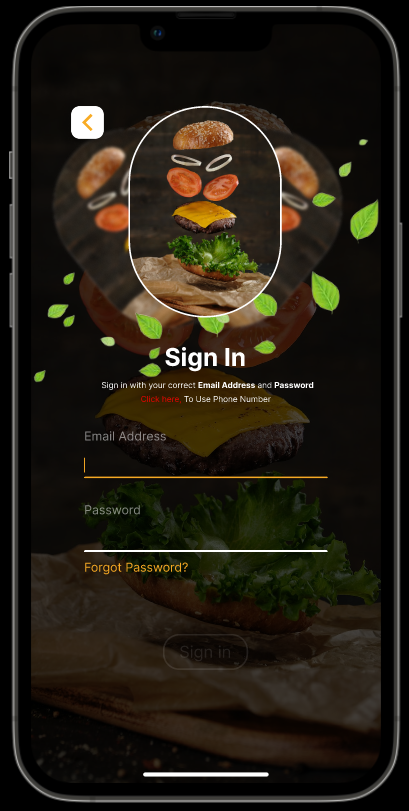 Sign In
Sign in with your correct Email Address and Password
Click here, To Use Phone Number
Email Address
Password
Forgot Password?
Sign in